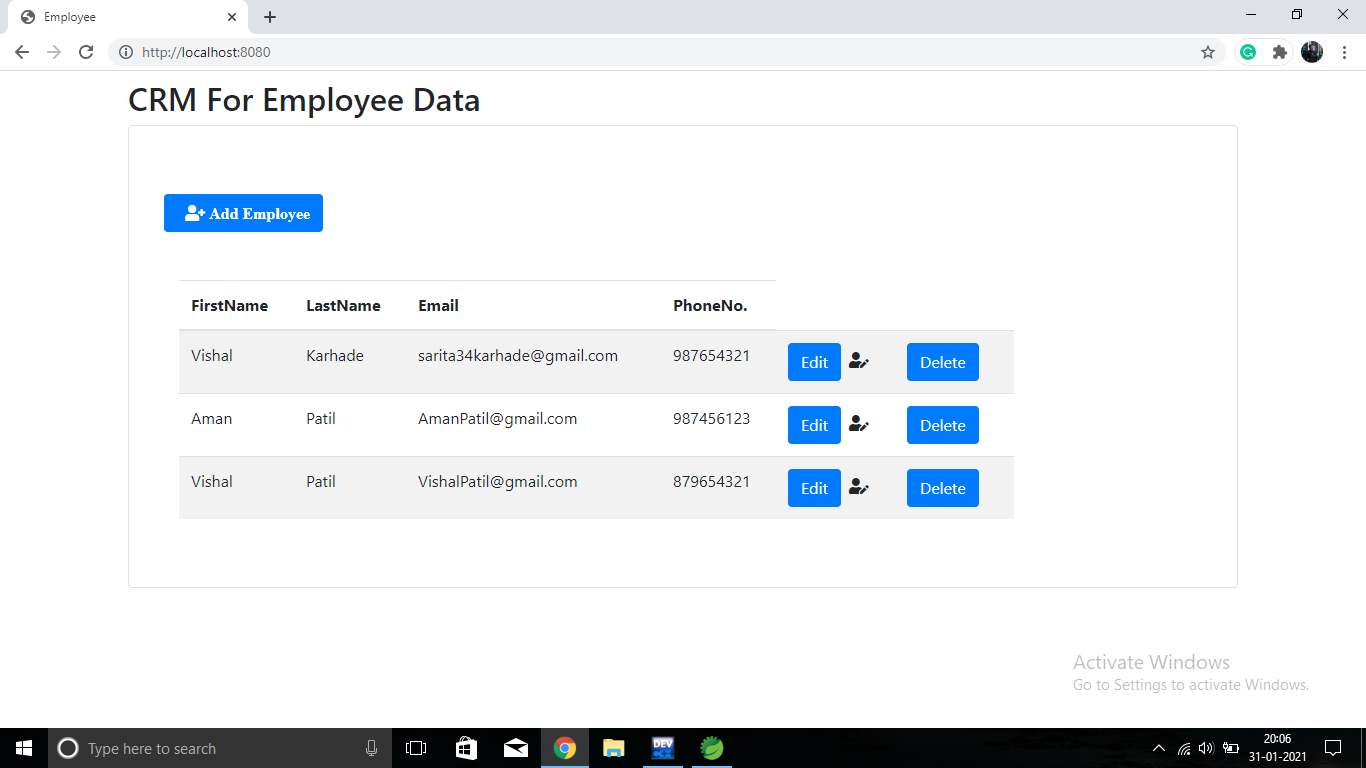 Employee
http://localhost:8080
CRM For Employee Data
Add Employee
FirstName LastName Email PhoneNo.
Vishal Karhade sarita34karhade@gmail.com 987654321 Edit Delete
Aman Patil AmanPatil@gmail.com 987456123 Edit Delete
Vishal Patil VishalPatil@gmail.com 879654321 Edit Delete
Activate Windows
Go to Settings to activate Windows.
Type here to search
DEV
20:06
31-01-2021